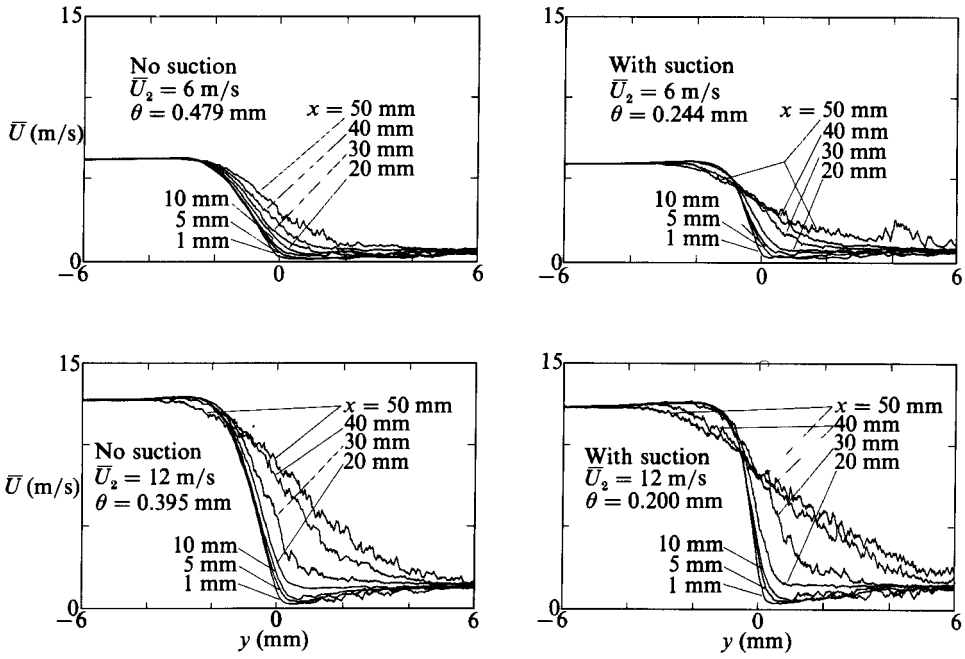 15
No suction
U̅₂ = 6 m/s
θ = 0.479 mm
x = 50 mm
40 mm
30 mm
20 mm
U̅ (m/s)
10 mm
5 mm
1 mm
0
−6
0
6
15
With suction
U̅₂ = 6 m/s
θ = 0.244 mm
x = 50 mm
40 mm
30 mm
20 mm
10 mm
5 mm
1 mm
0
−6
0
6
15
x = 50 mm
40 mm
30 mm
20 mm
No suction
U̅₂ = 12 m/s
θ = 0.395 mm
U̅ (m/s)
10 mm
5 mm
1 mm
0
−6
0
6
y (mm)
15
x = 50 mm
40 mm
30 mm
20 mm
With suction
U̅₂ = 12 m/s
θ = 0.200 mm
10 mm
5 mm
1 mm
0
−6
0
6
y (mm)